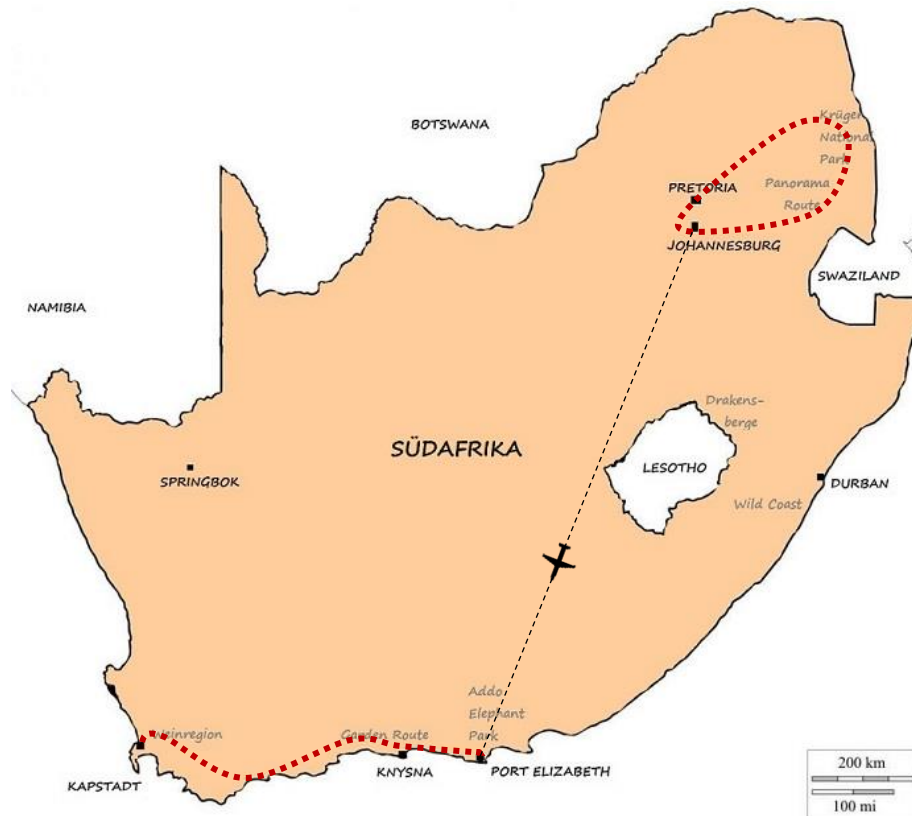 BOTSWANA
Krüger
National
Park
PRETORIA
Panorama
Route
JOHANNESBURG
SWAZILAND
NAMIBIA
Drakens-
berge
SÜDAFRIKA
LESOTHO
SPRINGBOK
DURBAN
Wild Coast
Addo
Elephant
Park
Weinregion
Garden Route
KNYSNA
PORT ELIZABETH
KAPSTADT
200 km
100 mi